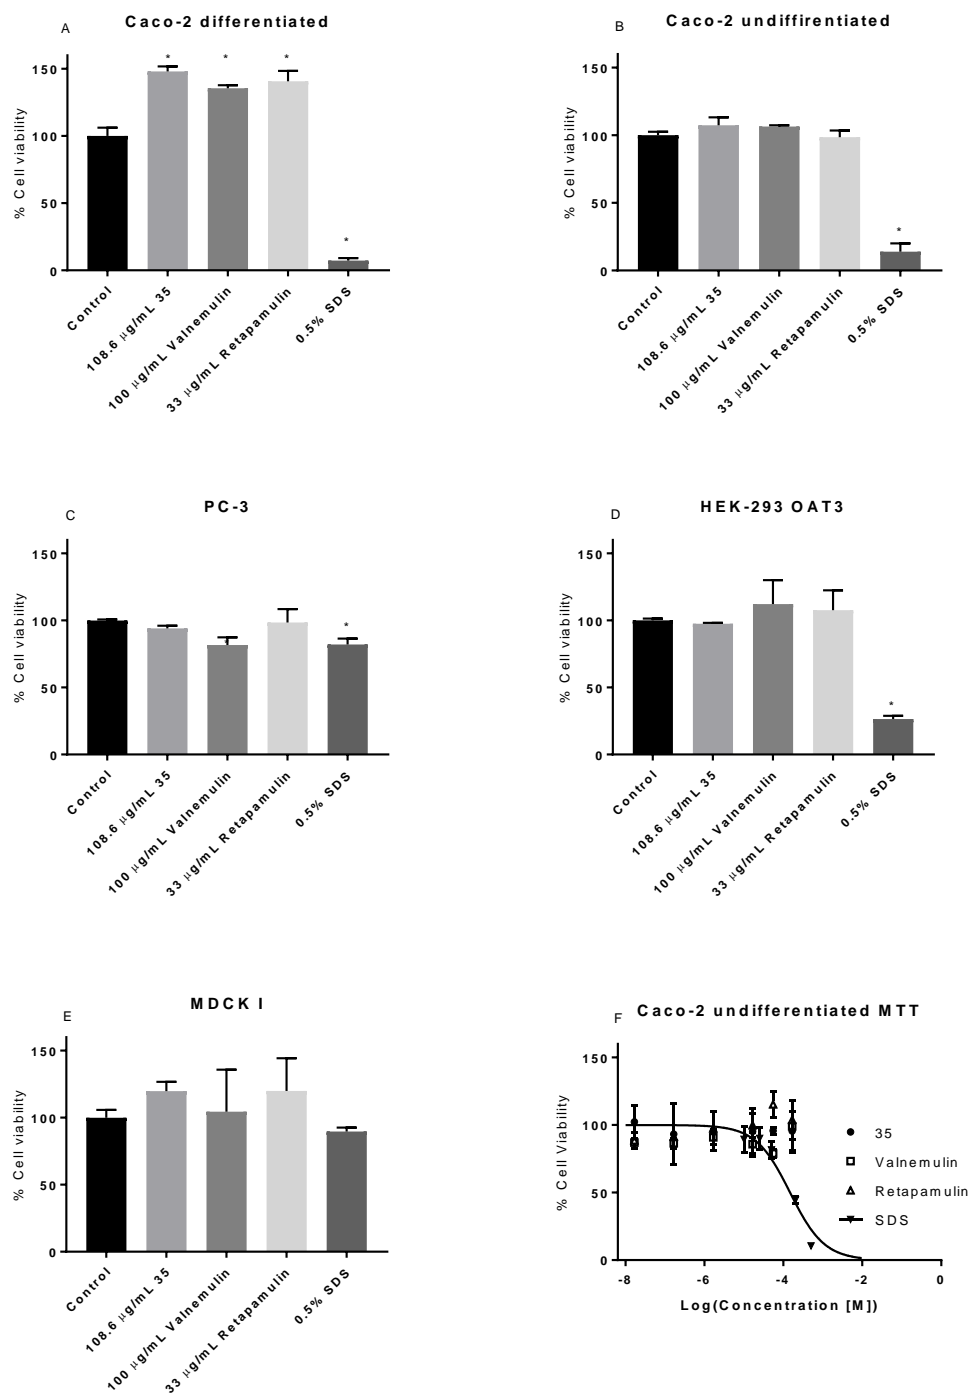 A
Caco-2 differentiated
% Cell viability
150
*
*
*
100
50
*
0
Control
108.6 µg/mL 35
100 µg/mL Valnemulin
33 µg/mL Retapamulin
0.5% SDS
B
Caco-2 undiffirentiated
% Cell viability
150
100
50
*
0
Control
108.6 µg/mL 35
100 µg/mL Valnemulin
33 µg/mL Retapamulin
0.5% SDS
C
PC-3
% Cell viability
150
100
*
50
0
Control
108.6 µg/mL 35
100 µg/mL Valnemulin
33 µg/mL Retapamulin
0.5% SDS
D
HEK-293 OAT3
% Cell viability
150
100
50
*
0
Control
108.6 µg/mL 35
100 µg/mL Valnemulin
33 µg/mL Retapamulin
0.5% SDS
E
MDCK I
% Cell viability
150
100
50
0
Control
108.6 µg/mL 35
100 µg/mL Valnemulin
33 µg/mL Retapamulin
0.5% SDS
F
Caco-2 undifferentiated MTT
% Cell Viability
150
100
50
0
-8
-6
-4
-2
0
Log(Concentration [M])
35
Valnemulin
Retapamulin
SDS